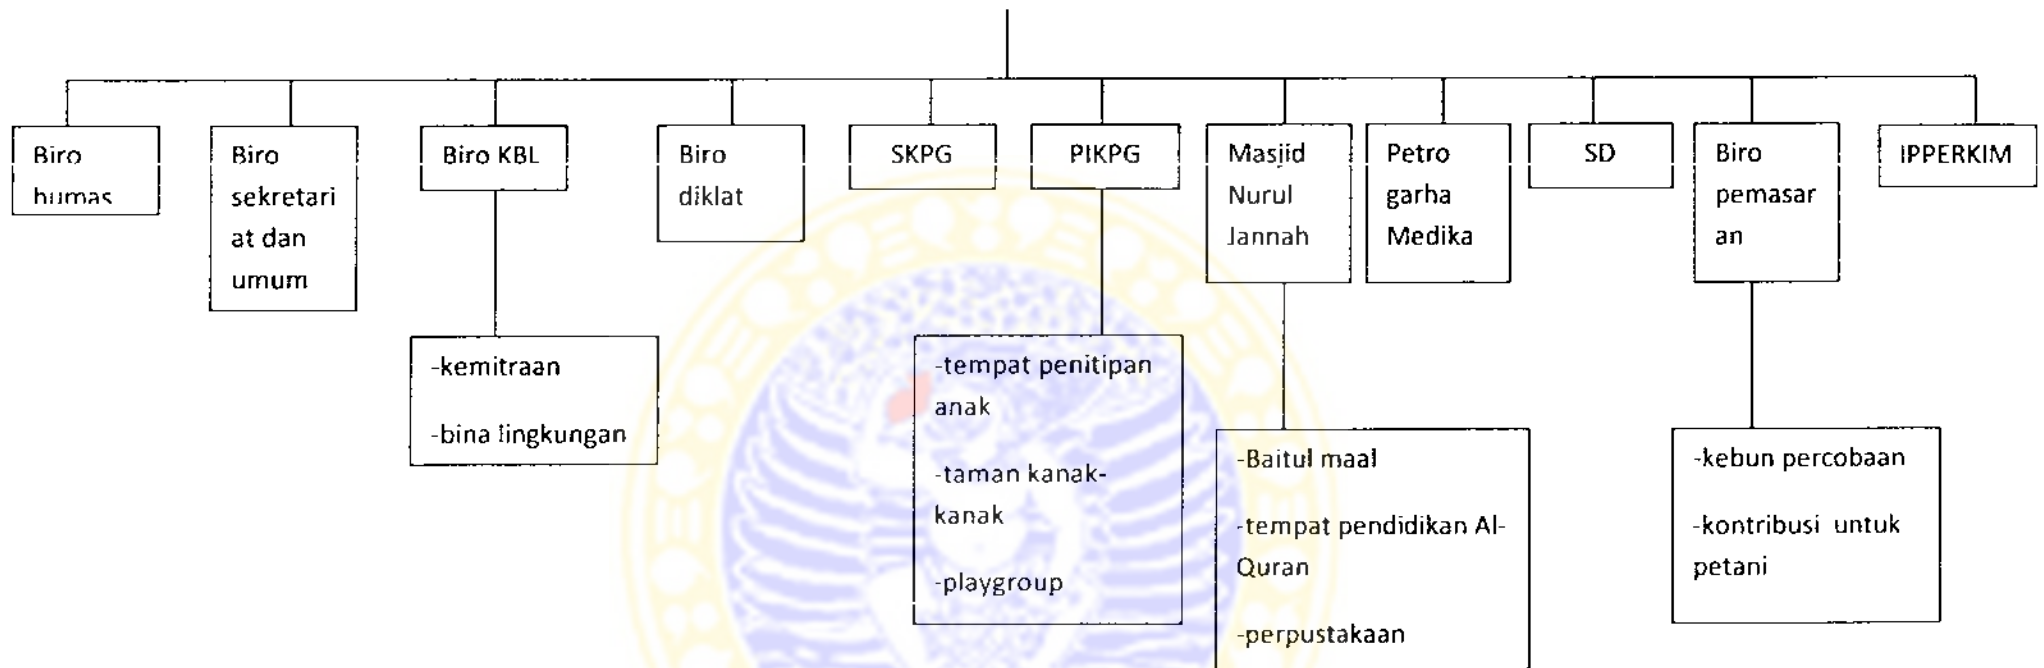 Biro
humas
Biro
sekretari
at dan
umum
Biro KBL
Biro
diklat
SKPG
PIKPG
Masjid
Nurul
Jannah
Petro
garha
Medika
SD
Biro
pemasar
an
IPPERKIM
-kemitraan
-bina lingkungan
-tempat penitipan
anak
-taman kanak-
kanak
-playgroup
-Baitul maal
-tempat pendidikan Al-
Quran
-perpustakaan
-kebun percobaan
-kontribusi untuk
petani